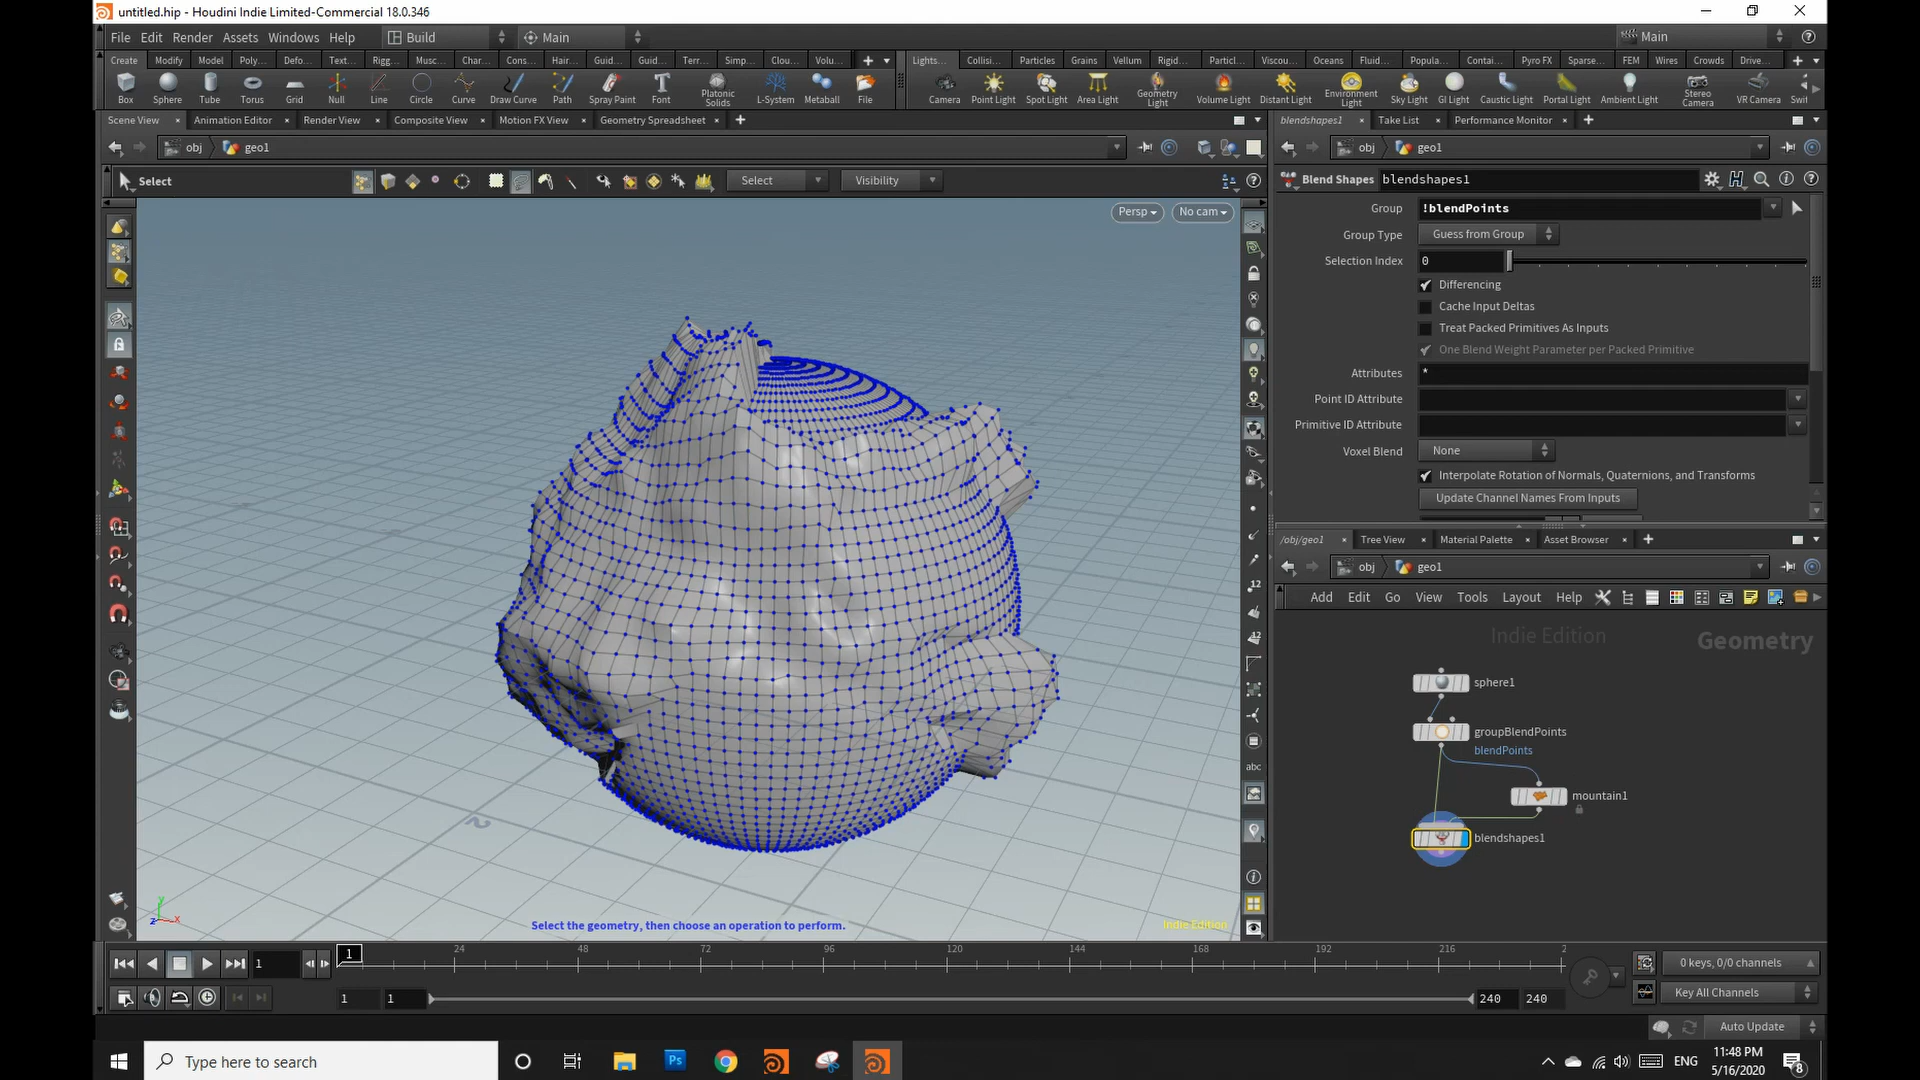 untitled.hip - Houdini Indie Limited-Commercial 18.0.346
File Edit Render Assets Windows Help Build Main Main
Create Modify Model Poly... Defo... Text... Rigg... Musc... Char... Cons... Hair... Guid... Guid... Terr... Simp... Clou... Volu...
Lights... Collisi... Particles Grains Vellum Rigid... Particl... Viscou... Oceans Fluid... Popula... Contai... Pyro FX Sparse... FEM Wires Crowds Drive...
Box Sphere Tube Torus Grid Null Line Circle Curve Draw Curve Path Spray Paint Font Platonic Solids L-System Metaball File
Camera Point Light Spot Light Area Light Geometry Light Volume Light Distant Light Environment Light Sky Light GI Light Caustic Light Portal Light Ambient Light Stereo Camera VR Camera Swit
Scene View Animation Editor Render View Composite View Motion FX View Geometry Spreadsheet
blendshapes1 Take List Performance Monitor
obj geo1
obj geo1
Select Select Visibility
Blend Shapes blendshapes1
Persp No cam
Group !blendPoints
Group Type Guess from Group
Selection Index 0
Differencing
Cache Input Deltas
Treat Packed Primitives As Inputs
One Blend Weight Parameter per Packed Primitive
Attributes *
Point ID Attribute
Primitive ID Attribute
Voxel Blend None
Interpolate Rotation of Normals, Quaternions, and Transforms
Update Channel Names From Inputs
/obj/geo1 Tree View Material Palette Asset Browser
obj geo1
Add Edit Go View Tools Layout Help
Indie Edition Geometry
sphere1
groupBlendPoints
blendPoints
mountain1
blendshapes1
12
12
abc
2
y
z x
Select the geometry, then choose an operation to perform.
Indie Edition
1 1 24 48 72 96 120 144 168 192 216 2
0 keys, 0/0 channels
1 1 240 240
Key All Channels
Auto Update
Type here to search
Ps
ENG
11:48 PM
5/16/2020
8